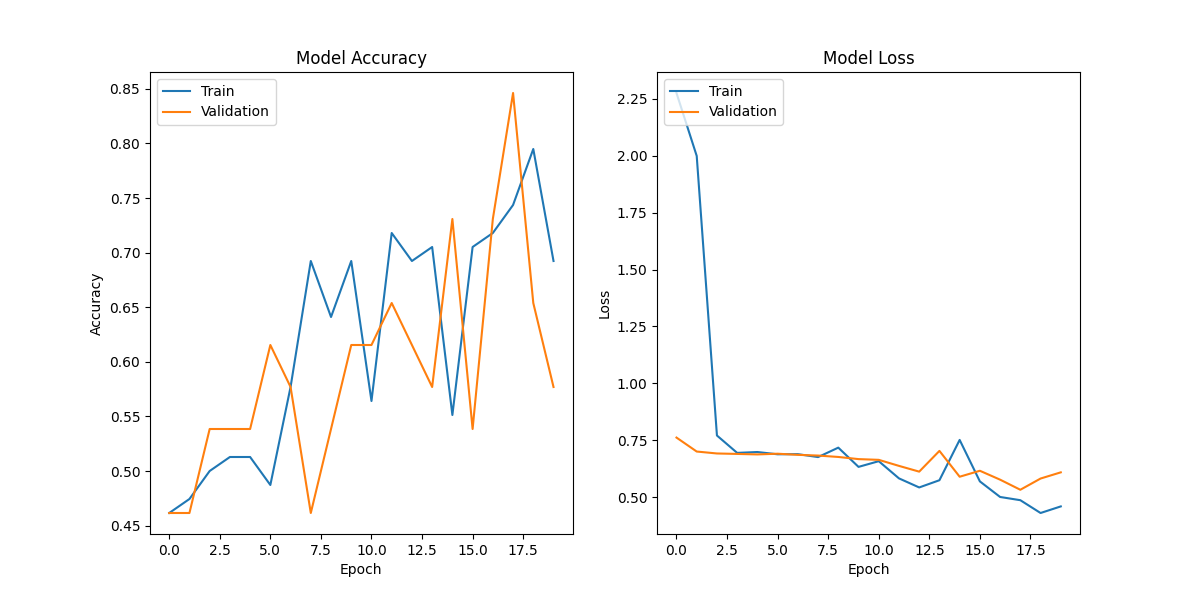 Model Accuracy
Train
Validation
0.85
0.80
0.75
0.70
0.65
0.60
0.55
0.50
0.45
Accuracy
0.0 2.5 5.0 7.5 10.0 12.5 15.0 17.5
Epoch
Model Loss
Train
Validation
2.25
2.00
1.75
1.50
1.25
1.00
0.75
0.50
Loss
0.0 2.5 5.0 7.5 10.0 12.5 15.0 17.5
Epoch